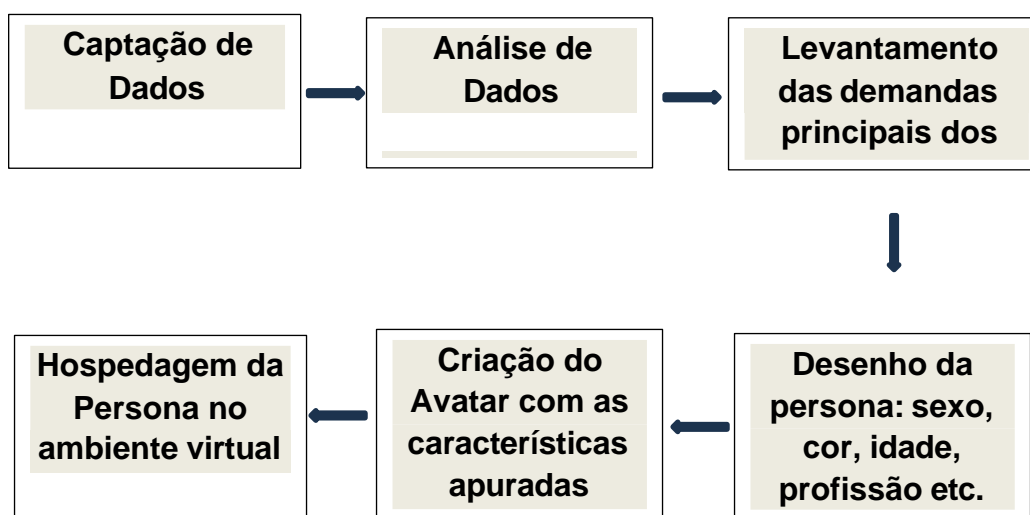 Captação de
Dados
Análise de
Dados
Levantamento
das demandas
principais dos
Desenho da
persona: sexo,
cor, idade,
profissão etc.
Criação do
Avatar com as
características
apuradas
Hospedagem da
Persona no
ambiente virtual